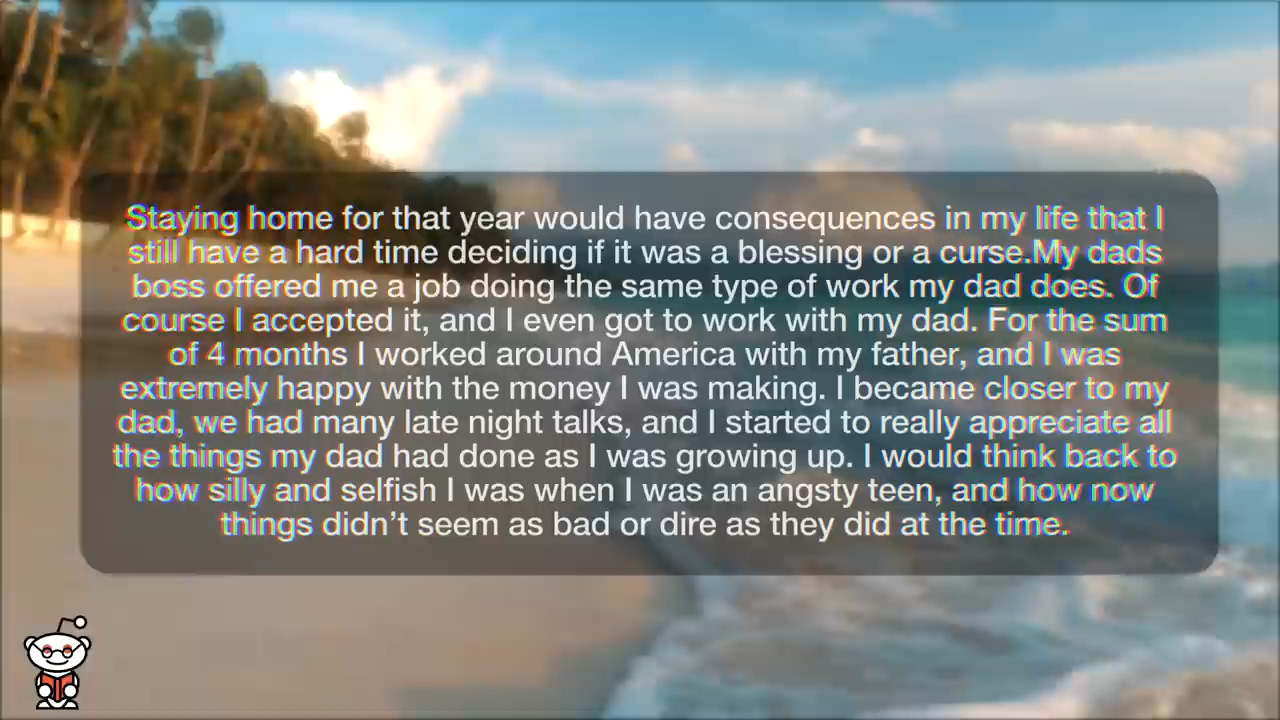 Staying home for that year would have consequences in my life that I
still have a hard time deciding if it was a blessing or a curse.My dads
boss offered me a job doing the same type of work my dad does. Of
course I accepted it, and I even got to work with my dad. For the sum
of 4 months I worked around America with my father, and I was
extremely happy with the money I was making. I became closer to my
dad, we had many late night talks, and I started to really appreciate all
the things my dad had done as I was growing up. I would think back to
how silly and selfish I was when I was an angsty teen, and how now
things didn’t seem as bad or dire as they did at the time.